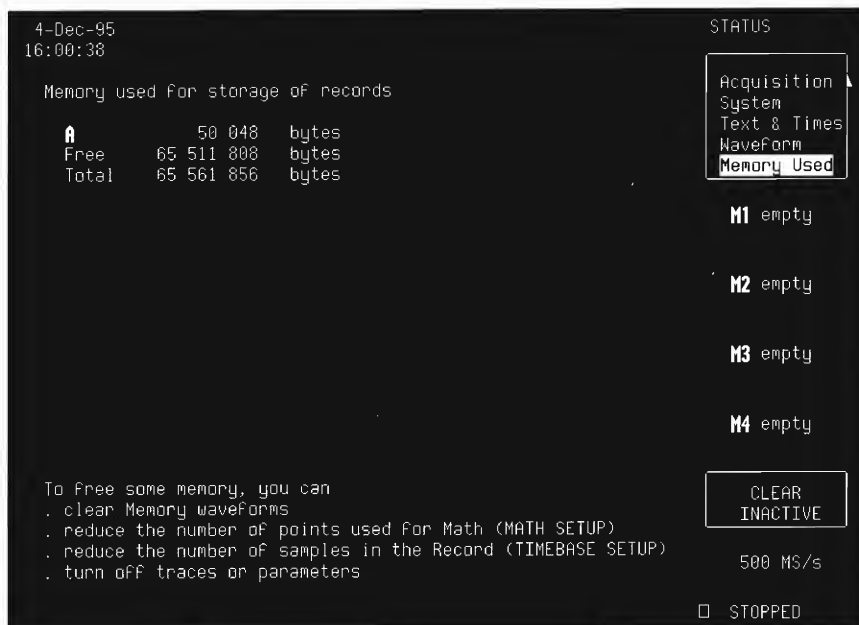 4-Dec-95
16:00:38
Memory used for storage of records
A 50 048 bytes
Free 65 511 808 bytes
Total 65 561 856 bytes
To free some memory, you can
. clear Memory waveforms
. reduce the number of points used for Math (MATH SETUP)
. reduce the number of samples in the Record (TIMEBASE SETUP)
. turn off traces or parameters
STATUS
Acquisition
System
Text & Times
Waveform
Memory Used
M1 empty
M2 empty
M3 empty
M4 empty
CLEAR
INACTIVE
500 MS/s
□ STOPPED